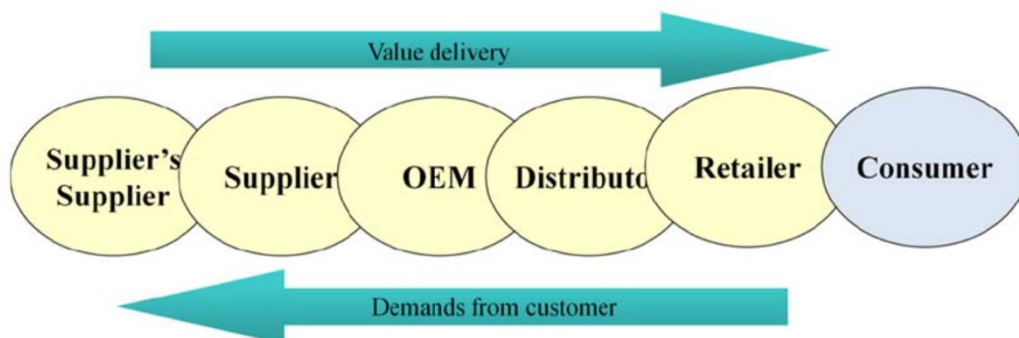 Value delivery
Supplier's
Supplier
Supplier
OEM
Distributo
Retailer
Consumer
Demands from customer